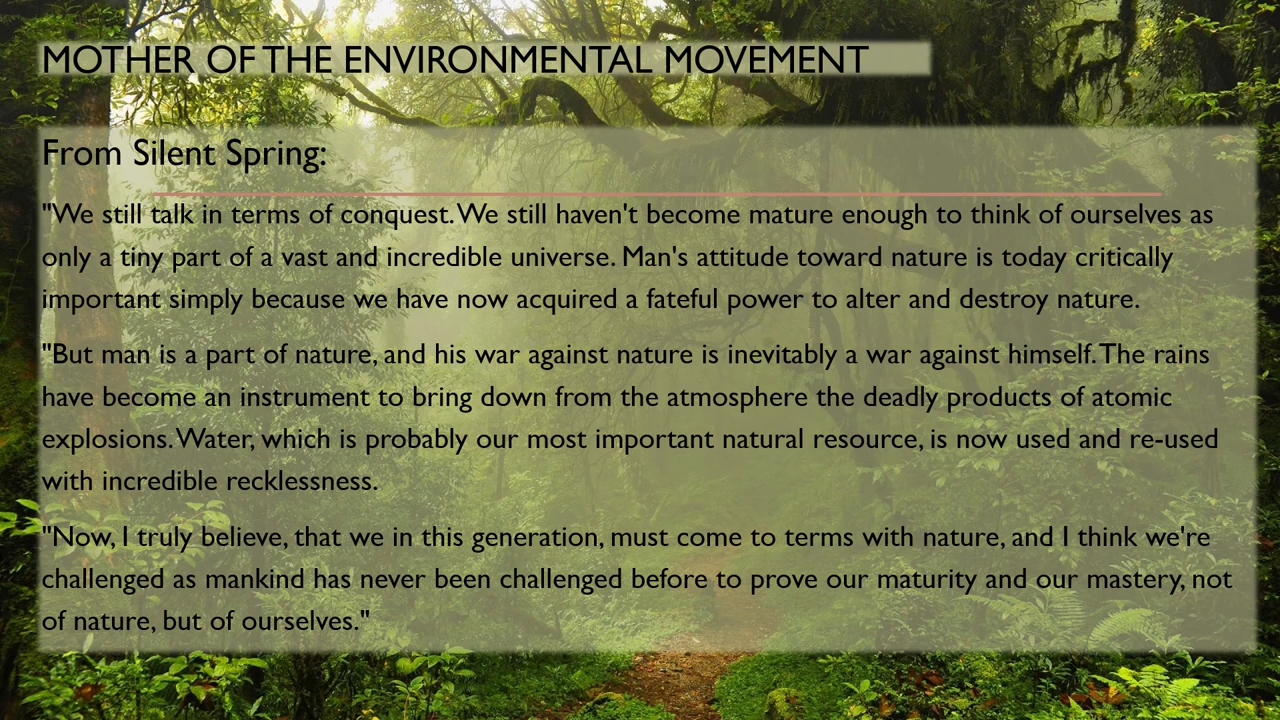 MOTHER OF THE ENVIRONMENTAL MOVEMENT
From Silent Spring:
"We still talk in terms of conquest. We still haven't become mature enough to think of ourselves as
only a tiny part of a vast and incredible universe. Man's attitude toward nature is today critically
important simply because we have now acquired a fateful power to alter and destroy nature.
"But man is a part of nature, and his war against nature is inevitably a war against himself. The rains
have become an instrument to bring down from the atmosphere the deadly products of atomic
explosions. Water, which is probably our most important natural resource, is now used and re-used
with incredible recklessness.
"Now, I truly believe, that we in this generation, must come to terms with nature, and I think we're
challenged as mankind has never been challenged before to prove our maturity and our mastery, not
of nature, but of ourselves."